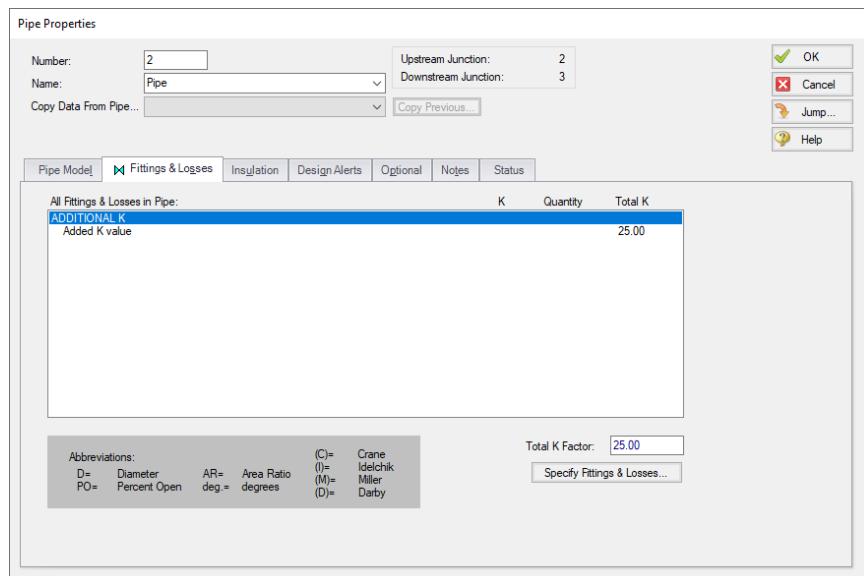 Pipe Properties
Number: 2
Name: Pipe
Copy Data From Pipe... Copy Previous...
Upstream Junction: 2
Downstream Junction: 3
OK
Cancel
Jump...
Help
Pipe Model Fittings & Losses Insulation Design Alerts Optional Notes Status
All Fittings & Losses in Pipe: K Quantity Total K
ADDITIONAL K
Added K value 25.00
Abbreviations:
D= Diameter AR= Area Ratio
PO= Percent Open deg.= degrees
(C)= Crane
(I)= Idelchik
(M)= Miller
(D)= Darby
Total K Factor: 25.00
Specify Fittings & Losses...